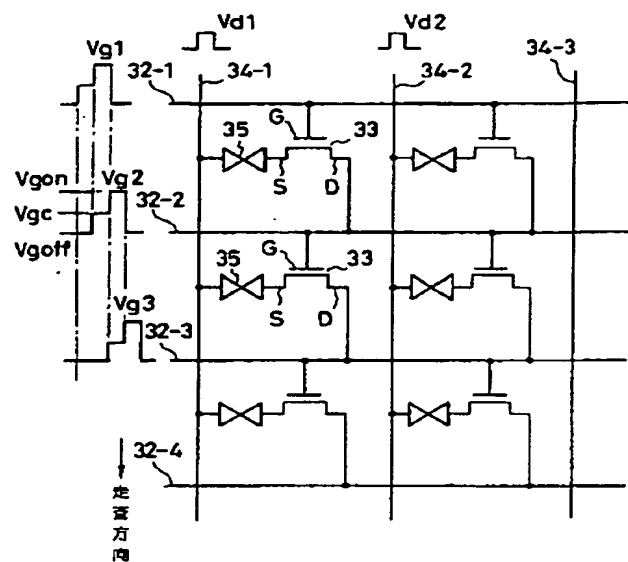 Vd1
Vd2
34-3
Vg1
32-1
34-1
34-2
G
35
33
S
D
Vgon
Vg2
Vgc
32-2
Vgoff
G
35
33
S
D
Vg3
32-3
32-4
走査方向